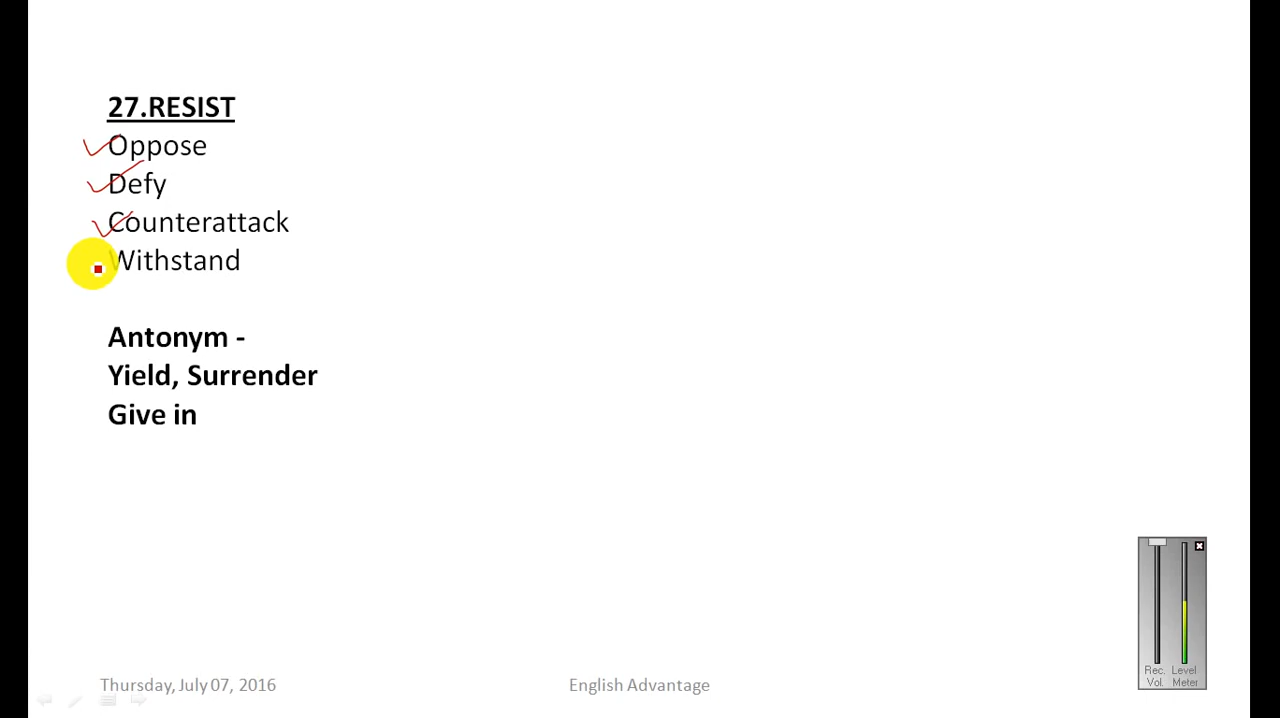 27.RESIST
Oppose
Defy
Counterattack
Withstand
Antonym -
Yield, Surrender
Give in
Rec. Level
Vol. Meter
Thursday, July 07, 2016
English Advantage